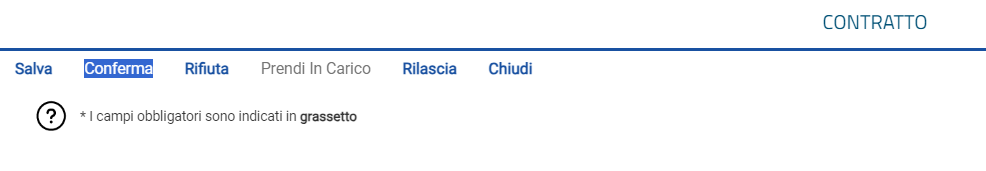 CONTRATTO
Salva Conferma Rifiuta Prendi In Carico Rilascia Chiudi
? * I campi obbligatori sono indicati in grassetto